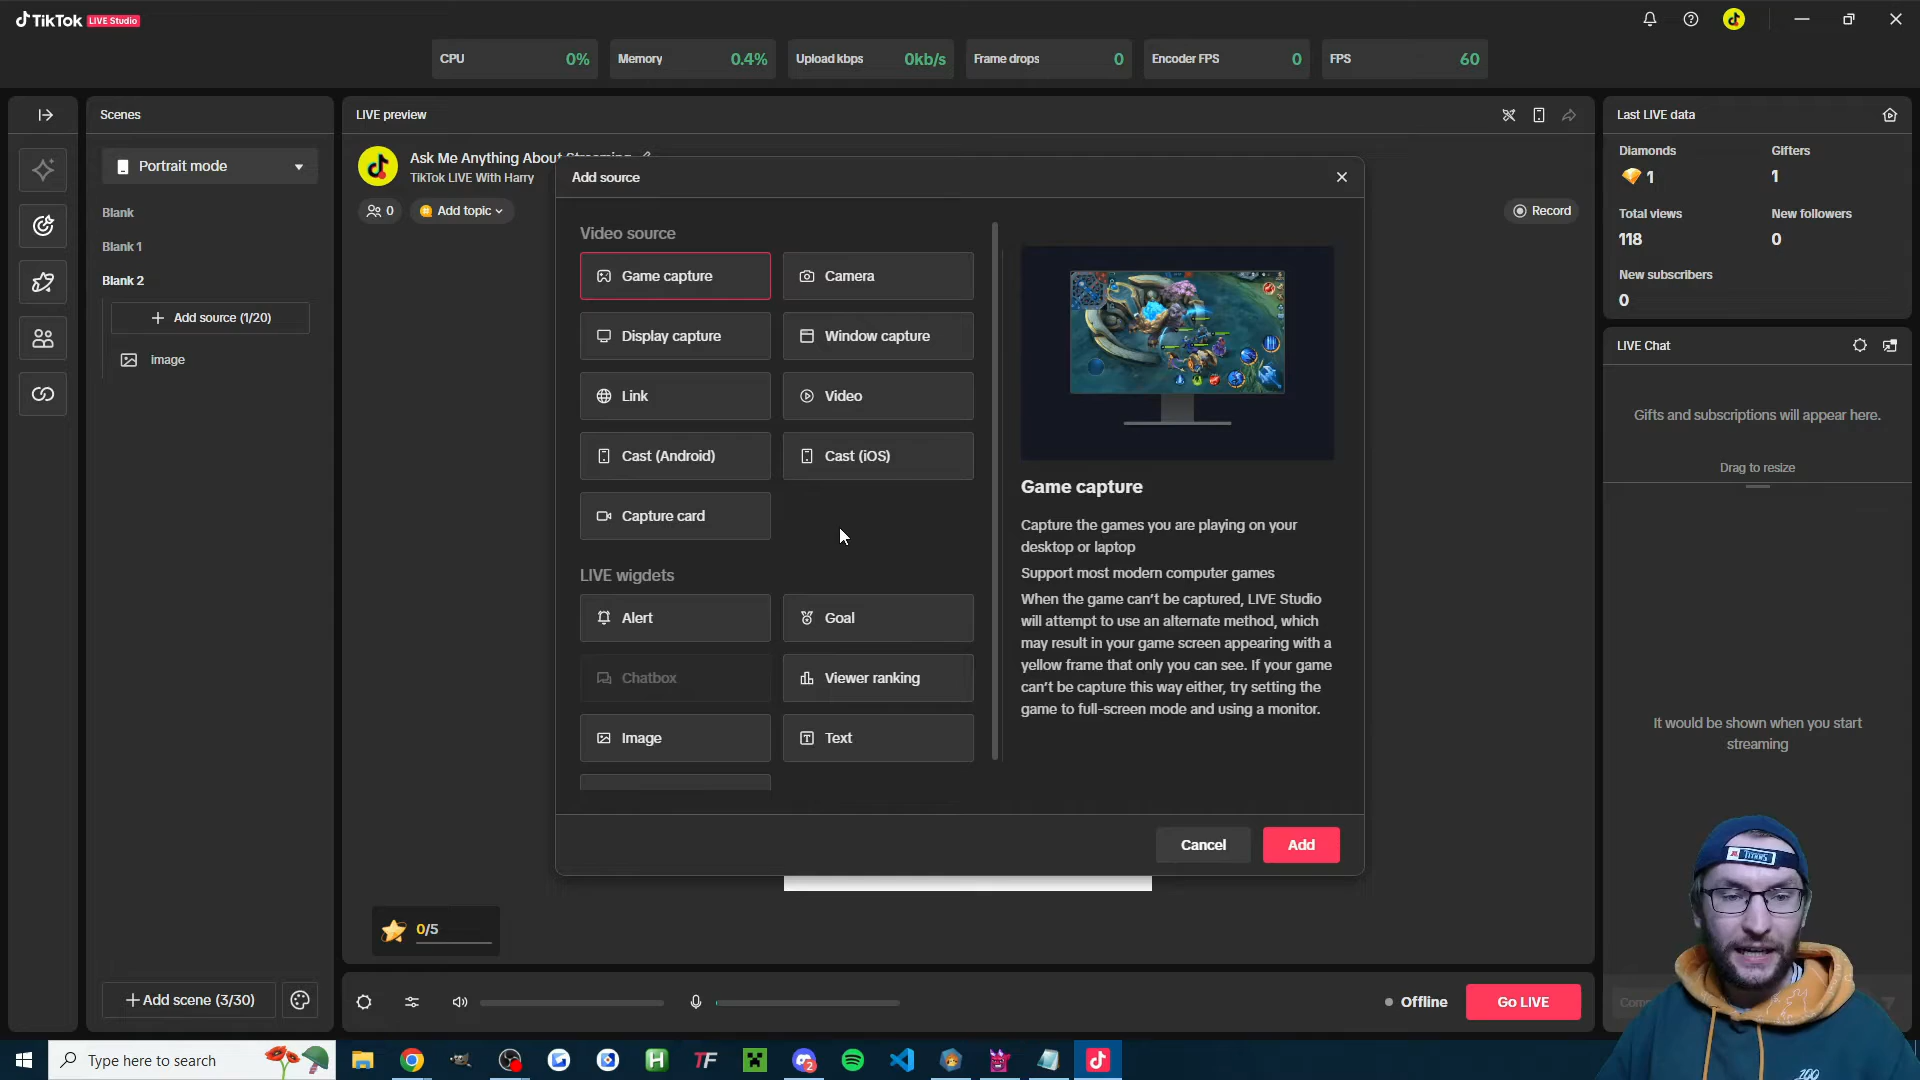 TikTok LIVE Studio
CPU 0%
Memory 0.4%
Upload kbps 0kb/s
Frame drops 0
Encoder FPS 0
FPS 60
Scenes
Portrait mode
Blank
Blank 1
Blank 2
Add source (1/20)
image
Add scene (3/30)
LIVE preview
Ask Me Anything About
TikTok LIVE With Harry
0
Add topic
Record
Add source
Video source
Game capture
Camera
Display capture
Window capture
Link
Video
Cast (Android)
Cast (iOS)
Capture card
LIVE wigdets
Alert
Goal
Chatbox
Viewer ranking
Image
Text
Game capture
Capture the games you are playing on your
desktop or laptop
Support most modern computer games
When the game can't be captured, LIVE Studio
will attempt to use an alternate method, which
may result in your game screen appearing with a
yellow frame that only you can see. If your game
can't be capture this way either, try setting the
game to full-screen mode and using a monitor.
Cancel
Add
0/5
Offline
Go LIVE
Last LIVE data
Diamonds
1
Gifters
1
Total views
118
New followers
0
New subscribers
0
LIVE Chat
Gifts and subscriptions will appear here.
Drag to resize
It would be shown when you start
streaming
Type here to search